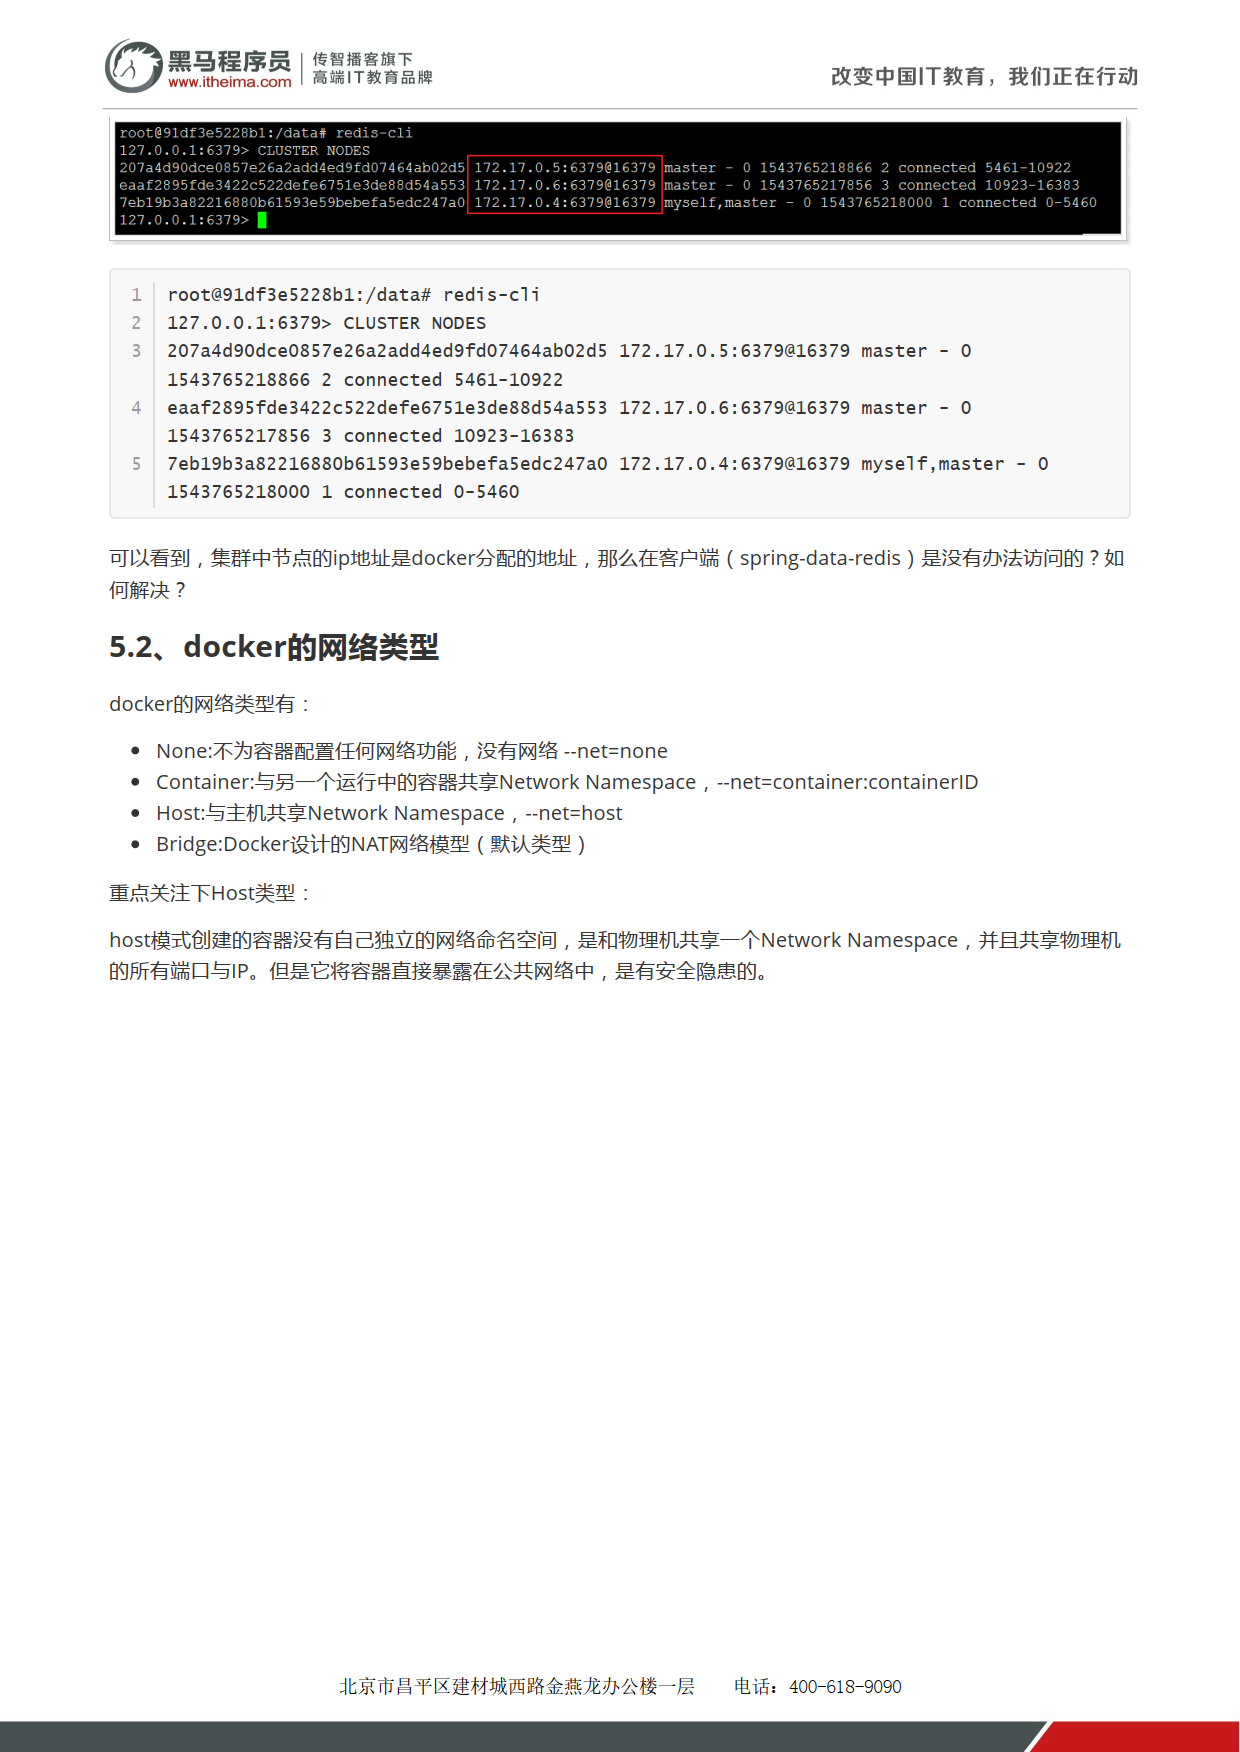 黑马程序员
www.itheima.com
传智播客旗下
高端IT教育品牌
改变中国IT教育，我们正在行动
root@91df3e5228b1:/data# redis-cli
127.0.0.1:6379> CLUSTER NODES
207a4d90dce0857e26a2add4ed9fd07464ab02d5 172.17.0.5:6379@16379 master - 0 1543765218866 2 connected 5461-10922
eaaf2895fde3422c522defe6751e3de88d54a553 172.17.0.6:6379@16379 master - 0 1543765217856 3 connected 10923-16383
7eb19b3a82216880b61593e59bebefa5edc247a0 172.17.0.4:6379@16379 myself,master - 0 1543765218000 1 connected 0-5460
127.0.0.1:6379>
1 root@91df3e5228b1:/data# redis-cli
2 127.0.0.1:6379> CLUSTER NODES
3 207a4d90dce0857e26a2add4ed9fd07464ab02d5 172.17.0.5:6379@16379 master - 0
1543765218866 2 connected 5461-10922
4 eaaf2895fde3422c522defe6751e3de88d54a553 172.17.0.6:6379@16379 master - 0
1543765217856 3 connected 10923-16383
5 7eb19b3a82216880b61593e59bebefa5edc247a0 172.17.0.4:6379@16379 myself,master - 0
1543765218000 1 connected 0-5460
可以看到，集群中节点的ip地址是docker分配的地址，那么在客户端（spring-data-redis）是没有办法访问的？如
何解决？
5.2、docker的网络类型
docker的网络类型有：
None:不为容器配置任何网络功能，没有网络 --net=none
Container:与另一个运行中的容器共享Network Namespace，--net=container:containerID
Host:与主机共享Network Namespace，--net=host
Bridge:Docker设计的NAT网络模型（默认类型）
重点关注下Host类型：
host模式创建的容器没有自己独立的网络命名空间，是和物理机共享一个Network Namespace，并且共享物理机
的所有端口与IP。但是它将容器直接暴露在公共网络中，是有安全隐患的。
北京市昌平区建材城西路金燕龙办公楼一层 电话：400-618-9090